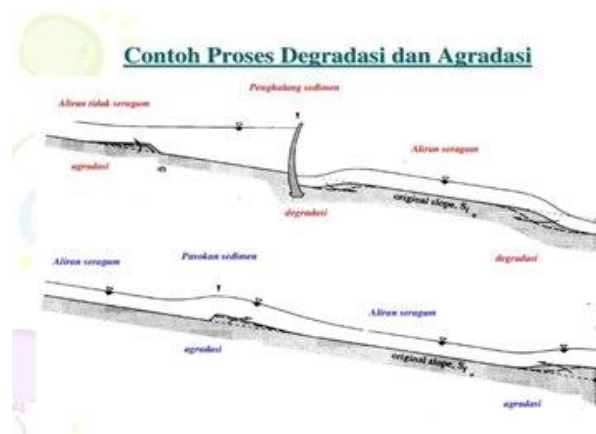 Contoh Proses Degradasi dan Agradasi
Penghalang sedimen
Aliran tidak seragam
Aliran seragam
agradasi
original slope, S
degradasi
degradasi
Aliran seragam
Pasokan sedimen
Aliran seragam
agradasi
original slope, S
agradasi